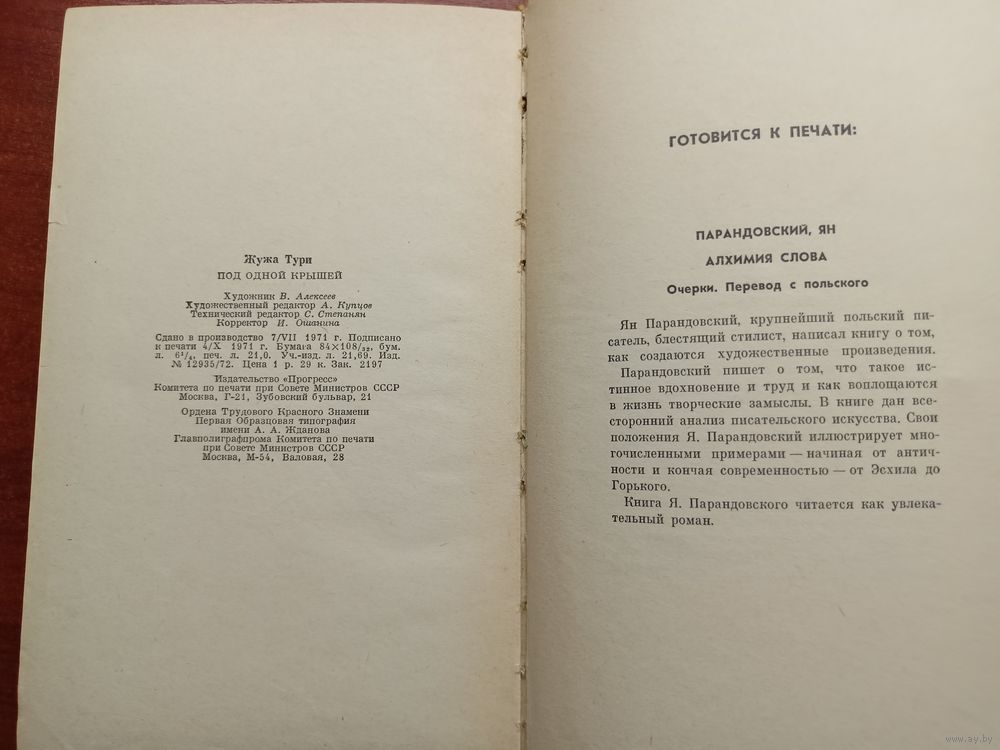 Жужа Тури
ПОД ОДНОЙ КРЫШЕЙ
Художник В. Алексеев
Художественный редактор А. Купцов
Технический редактор С. Степанян
Корректор И. Ошанина
Сдано в производство 7/VII 1971 г. Подписано
к печати 4/X 1971 г. Бумага 84×108/32, бум.
л. 6³/₄, печ. л. 21,0. Уч.-изд. л. 21,69. Изд.
№ 12935/72. Цена 1 р. 29 к. Зак. 2197
Издательство «Прогресс»
Комитета по печати при Совете Министров СССР
Москва, Г-21, Зубовский бульвар, 21
Ордена Трудового Красного Знамени
Первая Образцовая типография
имени А. А. Жданова
Главполиграфпрома Комитета по печати
при Совете Министров СССР
Москва, М-54, Валовая, 28
ГОТОВИТСЯ К ПЕЧАТИ:
ПАРАНДОВСКИЙ, ЯН
АЛХИМИЯ СЛОВА
Очерки. Перевод с польского
Ян Парандовский, крупнейший польский пи-
сатель, блестящий стилист, написал книгу о том,
как создаются художественные произведения.
Парандовский пишет о том, что такое ис-
тинное вдохновение и труд и как воплощаются
в жизнь творческие замыслы. В книге дан все-
сторонний анализ писательского искусства. Свои
положения Я. Парандовский иллюстрирует мно-
гочисленными примерами — начиная от антич-
ности и кончая современностью — от Эсхила до
Горького.
Книга Я. Парандовского читается как увлека-
тельный роман.
www.ay.by